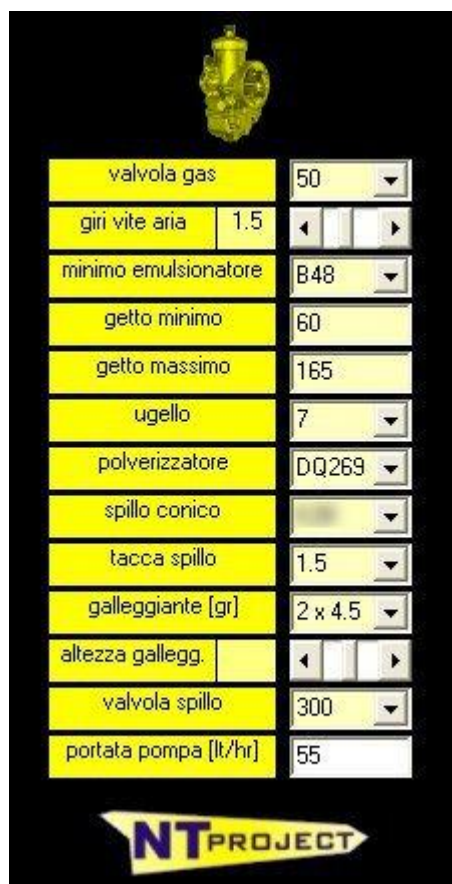 valvola gas 50
giri vite aria 1.5
minimo emulsionatore B48
getto minimo 60
getto massimo 165
ugello 7
polverizzatore DQ269
spillo conico
tacca spillo 1.5
galleggiante [gr] 2 x 4.5
altezza gallegg.
valvola spillo 300
portata pompa [lt/hr] 55
NT PROJECT